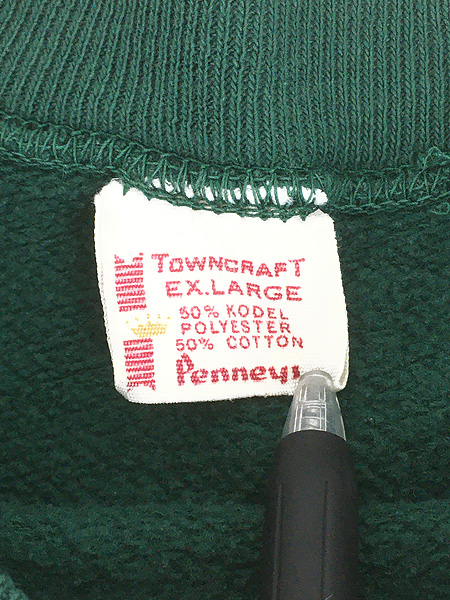 TOWNCRAFT
EX.LARGE
50% KODEL
POLYESTER
50% COTTON
Penneys